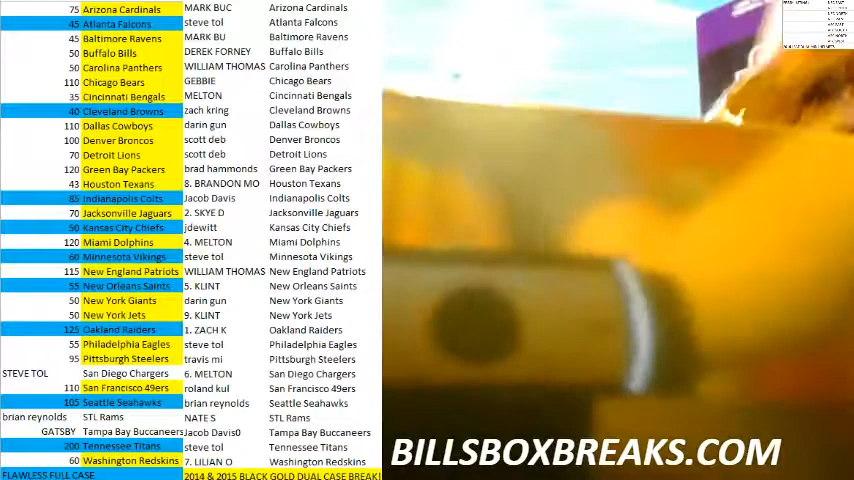 75 Arizona Cardinals MARK BUC Arizona Cardinals
45 Atlanta Falcons steve tol Atlanta Falcons
45 Baltimore Ravens MARK BU Baltimore Ravens
50 Buffalo Bills DEREK FORNEY Buffalo Bills
50 Carolina Panthers WILLIAM THOMAS Carolina Panthers
110 Chicago Bears GEBBIE Chicago Bears
35 Cincinnati Bengals MELTON Cincinnati Bengals
40 Cleveland Browns zach kring Cleveland Browns
110 Dallas Cowboys darin gun Dallas Cowboys
100 Denver Broncos scott deb Denver Broncos
70 Detroit Lions scott deb Detroit Lions
120 Green Bay Packers brad hammonds Green Bay Packers
43 Houston Texans 8. BRANDON MO Houston Texans
85 Indianapolis Colts Jacob Davis Indianapolis Colts
70 Jacksonville Jaguars 2. SKYE D Jacksonville Jaguars
50 Kansas City Chiefs jdewitt Kansas City Chiefs
120 Miami Dolphins 4. MELTON Miami Dolphins
60 Minnesota Vikings steve tol Minnesota Vikings
115 New England Patriots WILLIAM THOMAS New England Patriots
55 New Orleans Saints 5. KLINT New Orleans Saints
50 New York Giants darin gun New York Giants
50 New York Jets 9. KLINT New York Jets
125 Oakland Raiders 1. ZACH K Oakland Raiders
55 Philadelphia Eagles steve tol Philadelphia Eagles
95 Pittsburgh Steelers travis mi Pittsburgh Steelers
STEVE TOL San Diego Chargers 6. MELTON San Diego Chargers
110 San Francisco 49ers roland kul San Francisco 49ers
105 Seattle Seahawks brian reynolds Seattle Seahawks
brian reynolds STL Rams NATE S STL Rams
GATSBY Tampa Bay Buccaneers Jacob Davis0 Tampa Bay Buccaneers
200 Tennessee Titans steve tol Tennessee Titans
60 Washington Redskins 7. LILIAN O Washington Redskins
FLAWLESS FULL CASE 2014 & 2015 BLACK GOLD DUAL CASE BREAK!
BILLSBOXBREAKS.COM